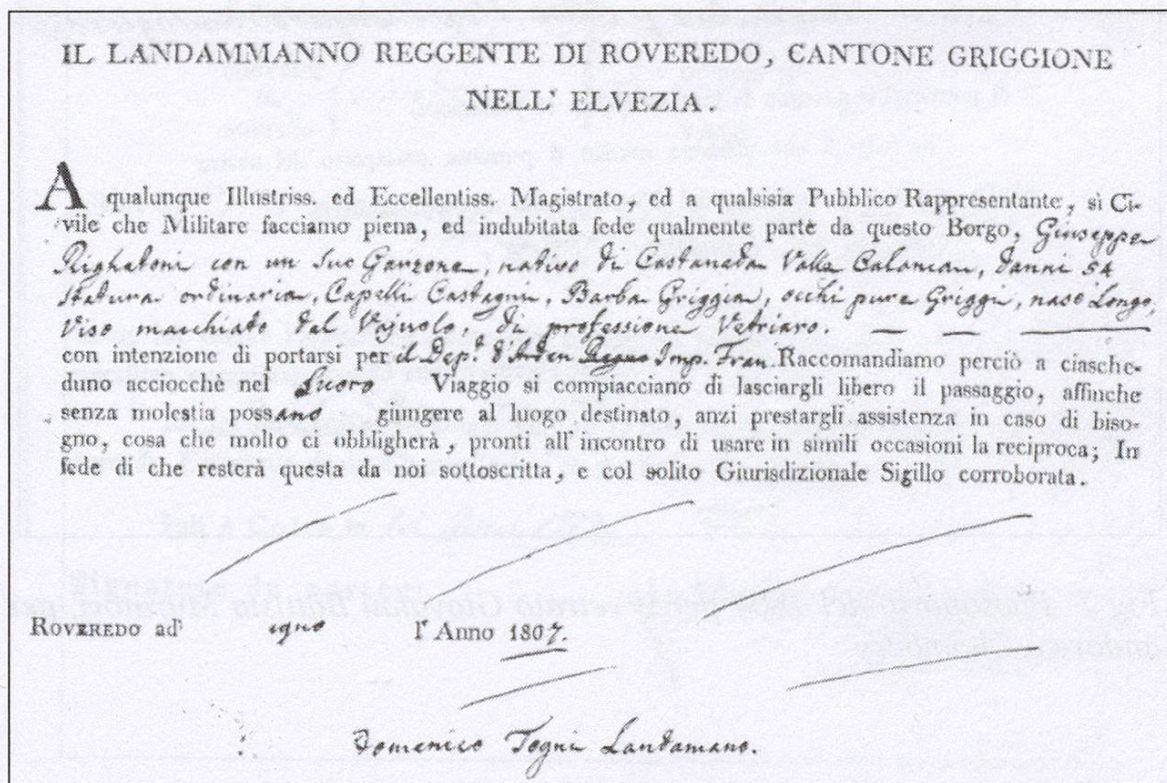 IL LANDAMMANNO REGGENTE DI ROVEREDO, CANTONE GRIGGIONE
NELL' ELVEZIA.
A qualunque Illustriss. ed Eccellentiss. Magistrato, ed a qualsisia Pubblico Rappresentante, sì Ci-
vile che Militare facciamo piena, ed indubitata fede qualmente parte da questo Borgo, Giuseppe
Righetoni con un suo Garzone, nativo di Castaneda Valle Calanca, d'anni 54
statura ordinaria, Capelli Castagni, Barba Griggia, occhi pure Griggi, naso Longo,
Viso macchiato dal Vajuolo, di professione Vetriaro.
con intenzione di portarsi per il Dep.t d'Arden Regno Imp. Fran. Raccomandiamo perciò a ciasche-
duno acciocchè nel Suoro Viaggio si compiacciano di lasciargli libero il passaggio, affinche
senza molestia possano giungere al luogo destinato, anzi prestargli assistenza in caso di biso-
gno, cosa che molto ci obbligherà, pronti all' incontro di usare in simili occasioni la reciproca; In
fede di che resterà questa da noi sottoscritta, e col solito Giurisdizionale Sigillo corroborata.
ROVEREDO ad' l' Anno 1807.
Domenico Togni Landamano.